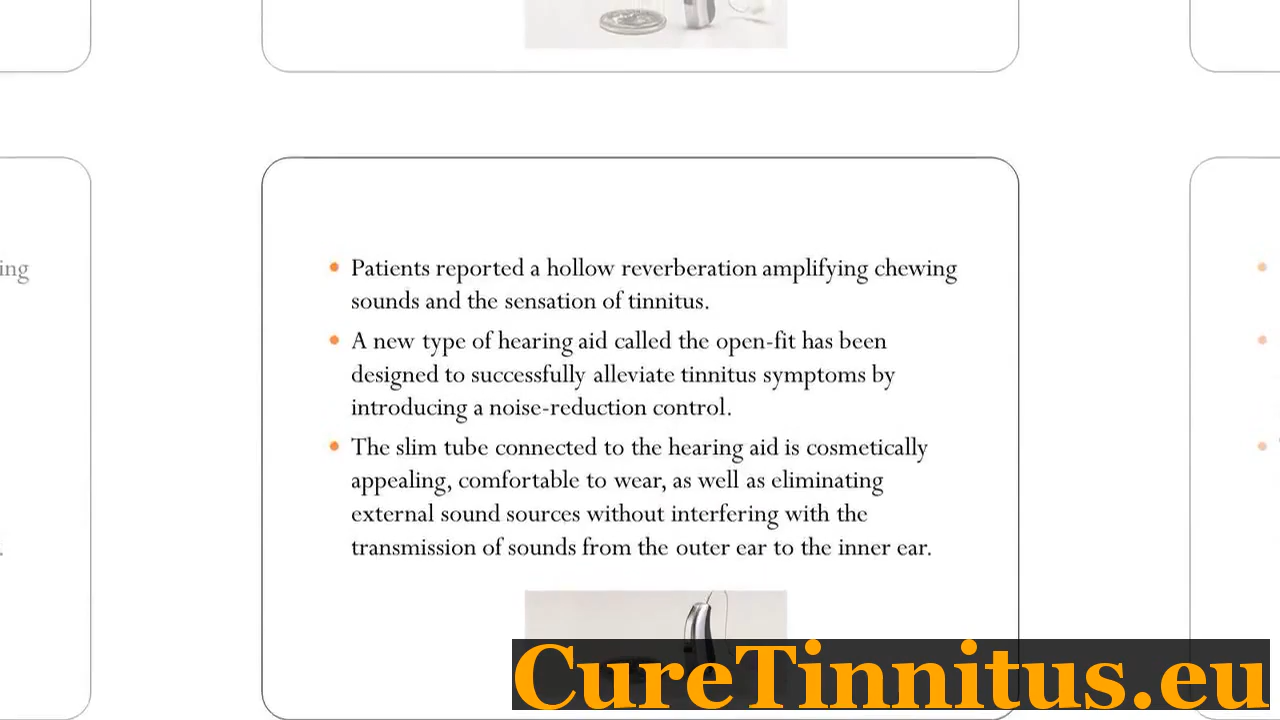 ing
Patients reported a hollow reverberation amplifying chewing
sounds and the sensation of tinnitus.
A new type of hearing aid called the open-fit has been
designed to successfully alleviate tinnitus symptoms by
introducing a noise-reduction control.
The slim tube connected to the hearing aid is cosmetically
appealing, comfortable to wear, as well as eliminating
external sound sources without interfering with the
transmission of sounds from the outer ear to the inner ear.
CureTinnitus.eu